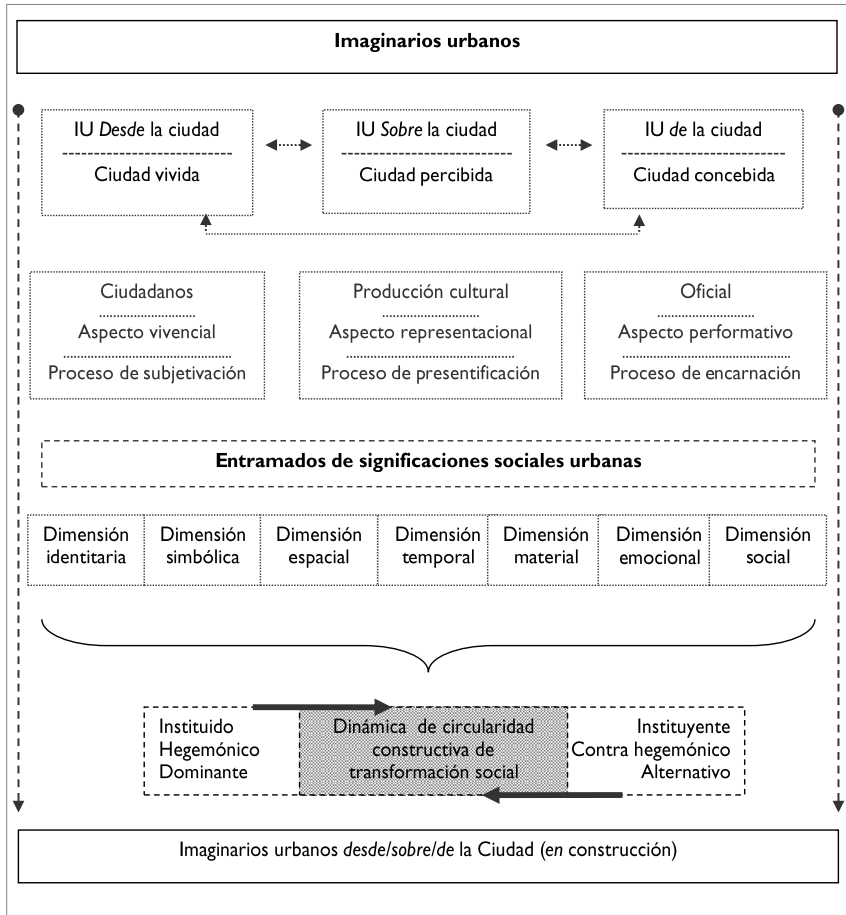 Imaginarios urbanos
IU Desde la ciudad
Ciudad vivida
IU Sobre la ciudad
Ciudad percibida
IU de la ciudad
Ciudad concebida
Ciudadanos
Aspecto vivencial
Proceso de subjetivación
Producción cultural
Aspecto representacional
Proceso de presentificación
Oficial
Aspecto performativo
Proceso de encarnación
Entramados de significaciones sociales urbanas
Dimensión
identitaria
Dimensión
simbólica
Dimensión
espacial
Dimensión
temporal
Dimensión
material
Dimensión
emocional
Dimensión
social
Instituido
Hegemónico
Dominante
Dinámica de circularidad
constructiva de
transformación social
Instituyente
Contra hegemónico
Alternativo
Imaginarios urbanos desde/sobre/de la Ciudad (en construcción)